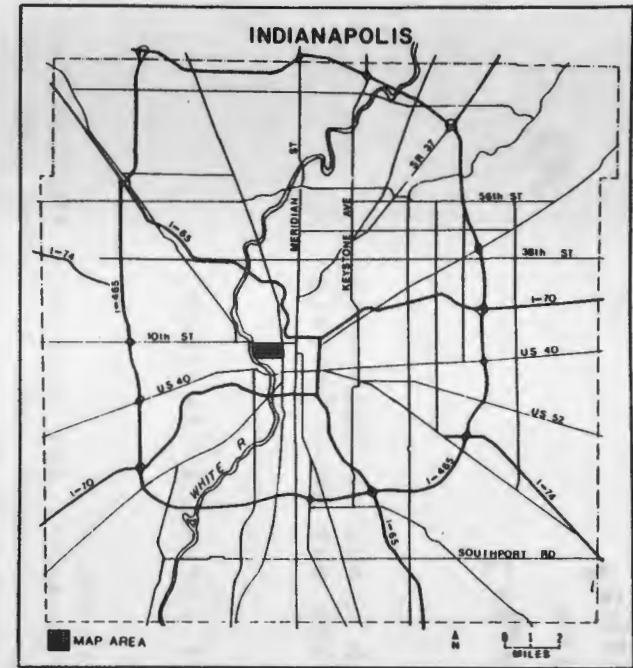 INDIANAPOLIS
MERIDIAN ST
KEYSTONE AVE
SR 37
56th ST
38th ST
I-65
I-74
I-465
I-70
10th ST
US 40
US 40
US 52
WHITE R
I-70
I-465
I-74
I-65
SOUTHPORT RD
MAP AREA
N
0 1 2
MILES